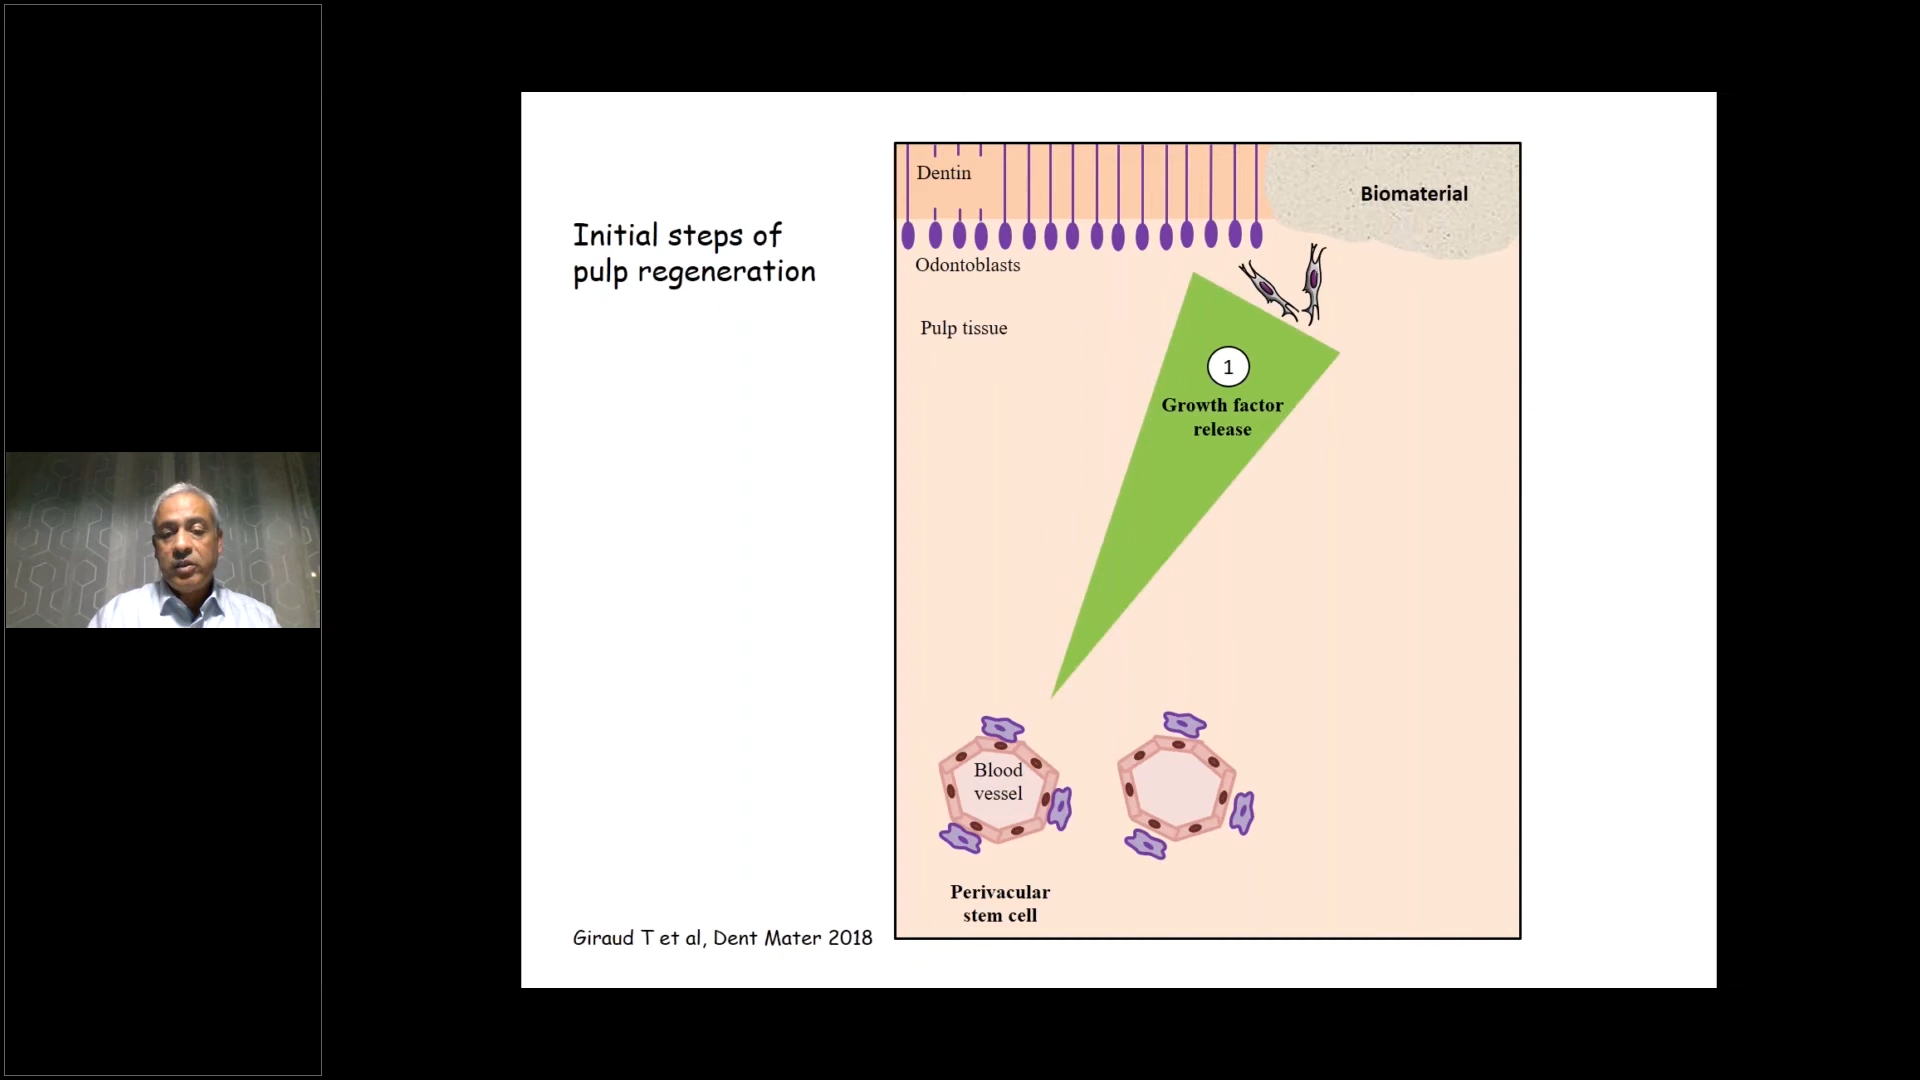 Initial steps of
pulp regeneration
Dentin
Biomaterial
Odontoblasts
Pulp tissue
1
Growth factor
release
Blood
vessel
Perivacular
stem cell
Giraud T et al, Dent Mater 2018